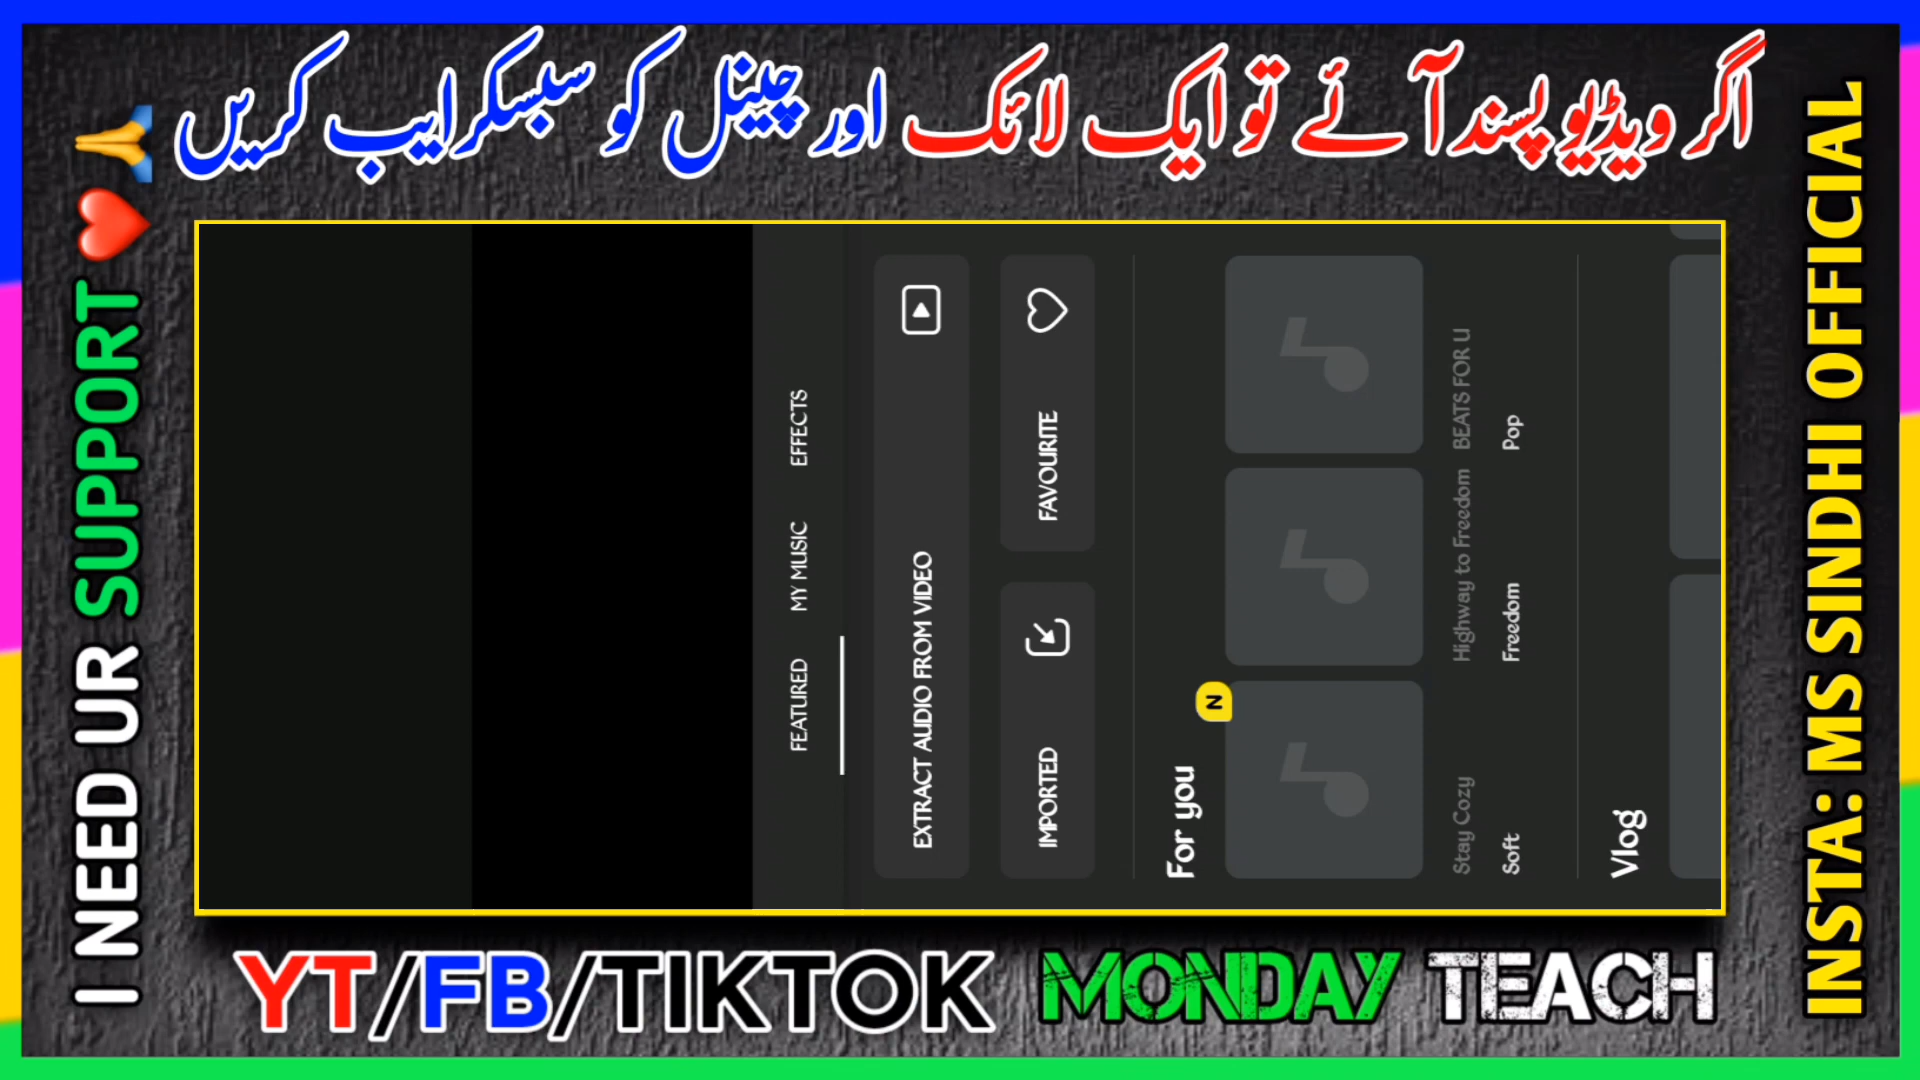 اگر ویڈیو پسند آئے تو ایک لائک اور چینل کو سبسکرایب کریں
I NEED UR SUPPORT ❤️🙏
FEATURED MY MUSIC EFFECTS
EXTRACT AUDIO FROM VIDEO
IMPORTED FAVOURITE
For you
N
Stay Cozy Highway to Freedom BEATS FOR U
Soft Freedom Pop
Vlog
INSTA: MS SINDHI OFFICIAL
YT/FB/TIKTOK MONDAY TEACH